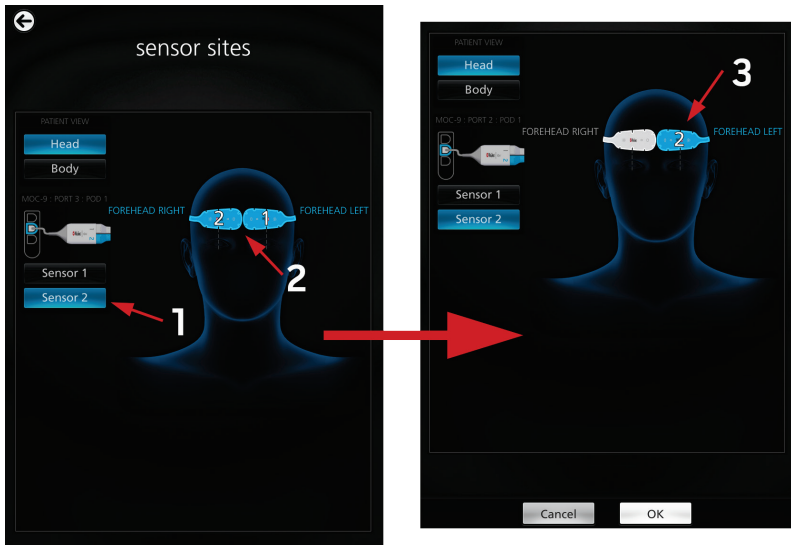 sensor sites
PATIENT VIEW
Head
Body
MOC-9 : PORT 3 : POD 1
FOREHEAD RIGHT
2
1
FOREHEAD LEFT
Sensor 1
Sensor 2
1
2
PATIENT VIEW
Head
Body
MOC-9 : PORT 2 : POD 1
FOREHEAD RIGHT
2
FOREHEAD LEFT
3
Sensor 1
Sensor 2
Cancel
OK